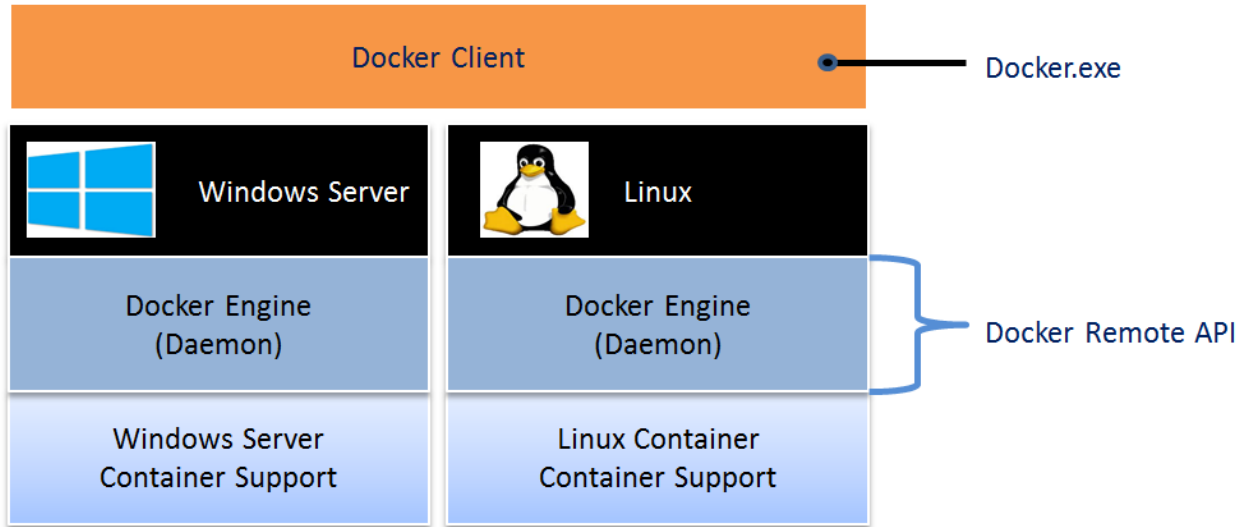 Docker Client
Docker.exe
Windows Server
Linux
Docker Engine
(Daemon)
Docker Engine
(Daemon)
Docker Remote API
Windows Server
Container Support
Linux Container
Container Support